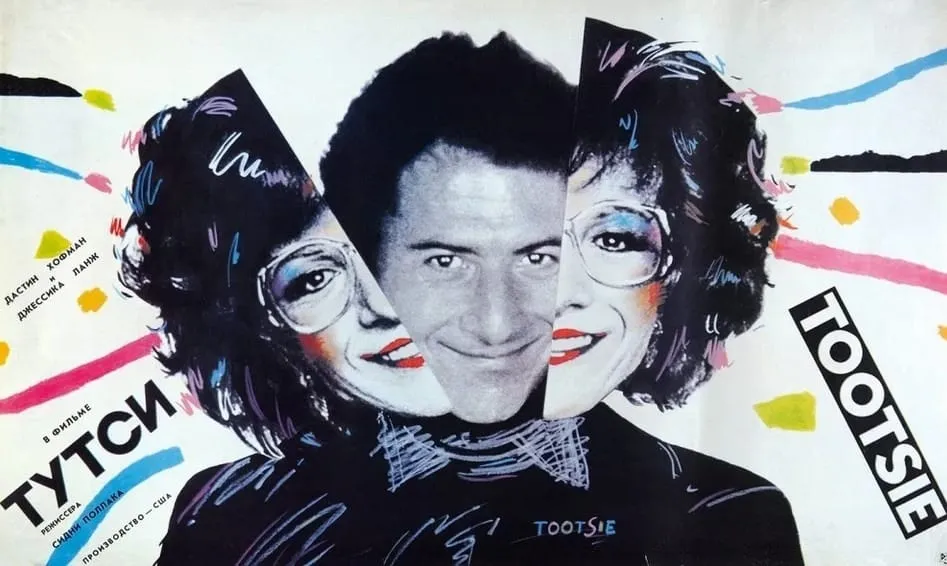 ДАСТИН ХОФМАН
И
ДЖЕССИКА ЛАНЖ
В ФИЛЬМЕ
ТУТСИ
РЕЖИССЕРА
СИДНИ ПОЛЛАКА
ПРОИЗВОДСТВО — США
TOOTSIE
TOOTSIE